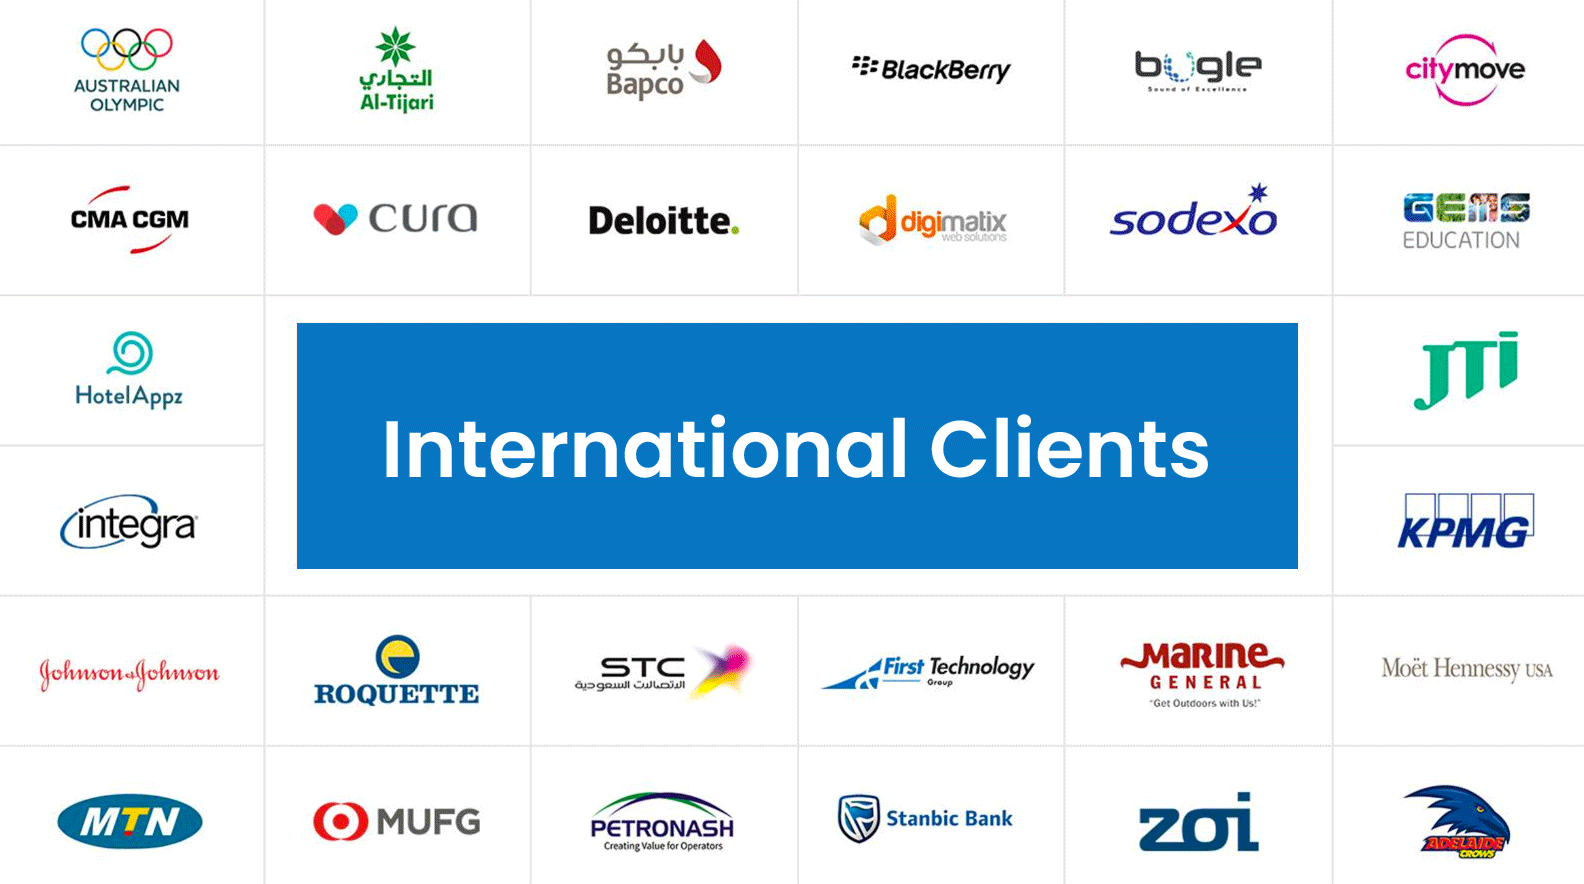 AUSTRALIAN
OLYMPIC
التجاري
Al-Tijari
بابكو
Bapco
BlackBerry
bugle
Sound of Excellence
citymove
CMA CGM
cura
Deloitte.
digimatix
web solutions
sodexo
GEMS
EDUCATION
HotelAppz
International Clients
JTi
integra
KPMG
Johnson & Johnson
ROQUETTE
STC
الاتصالات السعودية
First Technology
Group
MARINE
GENERAL
"Get Outdoors with Us!"
Moët Hennessy USA
MTN
MUFG
PETRONASH
Creating Value for Operators
Stanbic Bank
zoi
ADELAIDE
CROWS